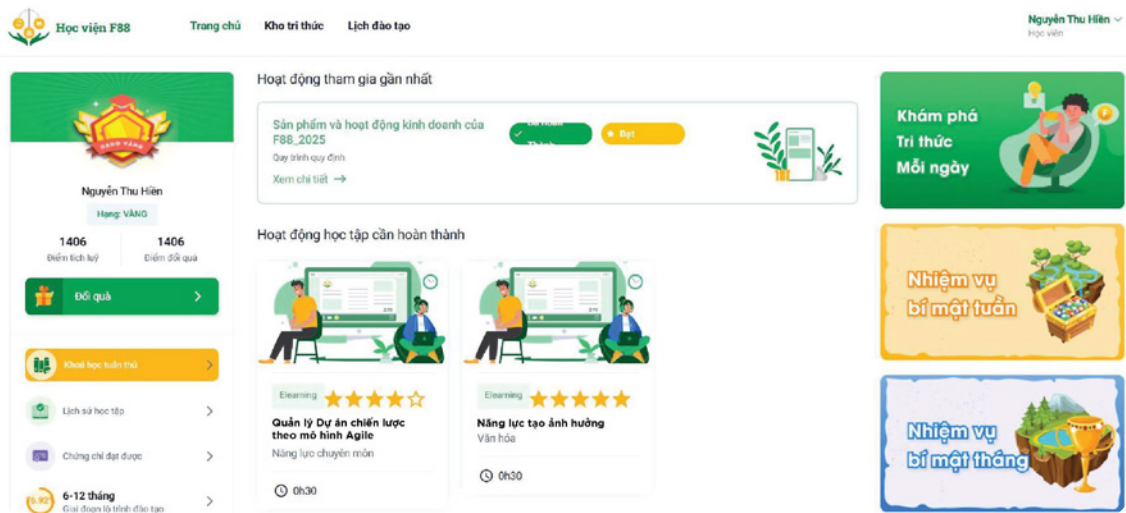 Học viện F88
Trang chủ
Kho tri thức
Lịch đào tạo
Nguyễn Thu Hiền
Học viên
HẠNG VÀNG
Nguyễn Thu Hiền
Hạng: VÀNG
1406
1406
Điểm tích luỹ
Điểm đổi quà
Đổi quà
Khoá học tuân thủ
Lịch sử học tập
Chứng chỉ đạt được
6-12 tháng
Giai đoạn lộ trình đào tạo
Hoạt động tham gia gần nhất
Sản phẩm và hoạt động kinh doanh của
F88_2025
Quy trình quy định
Xem chi tiết
Đạt
Hoạt động học tập cần hoàn thành
Elearning
Quản lý Dự án chiến lược
theo mô hình Agile
Năng lực chuyên môn
0h30
Elearning
Năng lực tạo ảnh hưởng
Văn hóa
0h30
Khám phá
Tri thức
Mỗi ngày
Nhiệm vụ
bí mật tuần
Nhiệm vụ
bí mật tháng